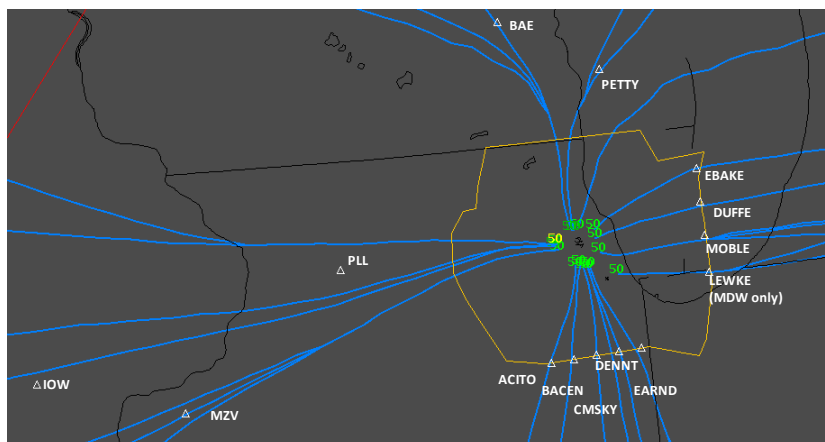 BAE
PETTY
EBAKE
DUFFE
50 50
50
50
MOBLE
50
PLL
50
LEWKE
(MDW only)
DENNT
ACITO
BACEN
EARND
CMSKY
IOW
MZV